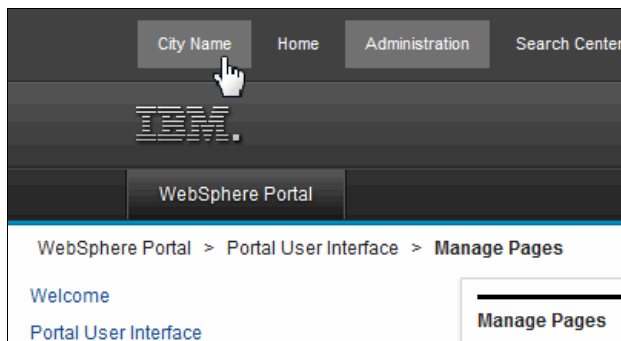 City Name Home Administration Search Center
IBM.
WebSphere Portal
WebSphere Portal > Portal User Interface > Manage Pages
Welcome
Manage Pages
Portal User Interface